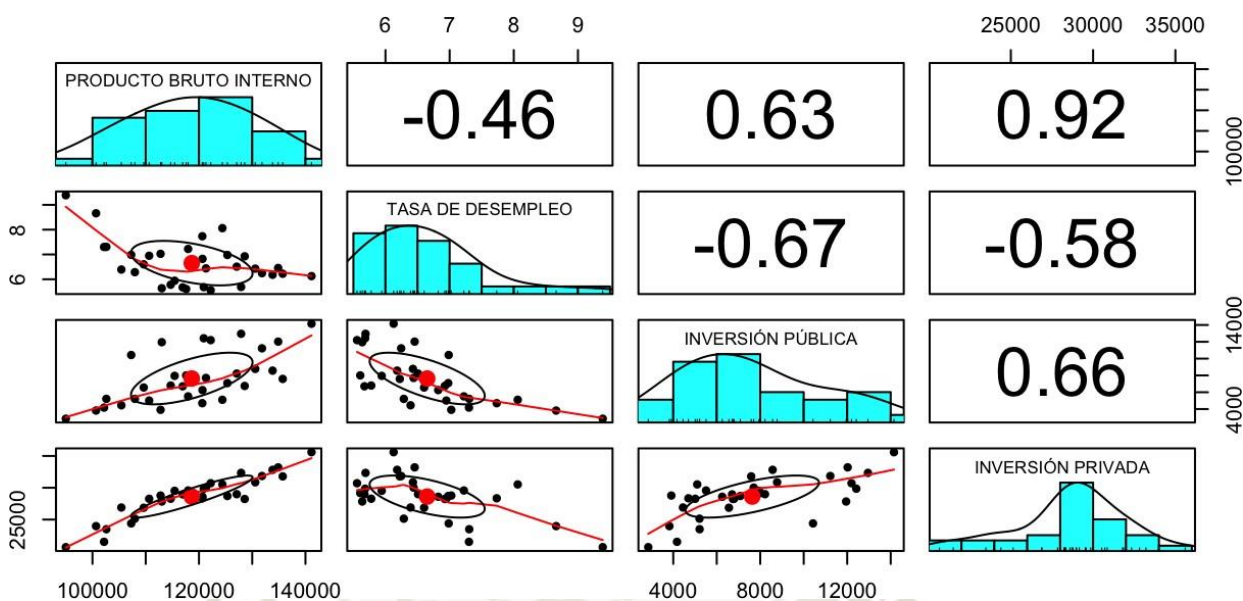 6 7 8 9 25000 30000 35000
PRODUCTO BRUTO INTERNO
-0.46
0.63
0.92
100000
8
6
TASA DE DESEMPLEO
-0.67
-0.58
INVERSIÓN PÚBLICA
0.66
14000
4000
25000
INVERSIÓN PRIVADA
100000 120000 140000 4000 8000 12000